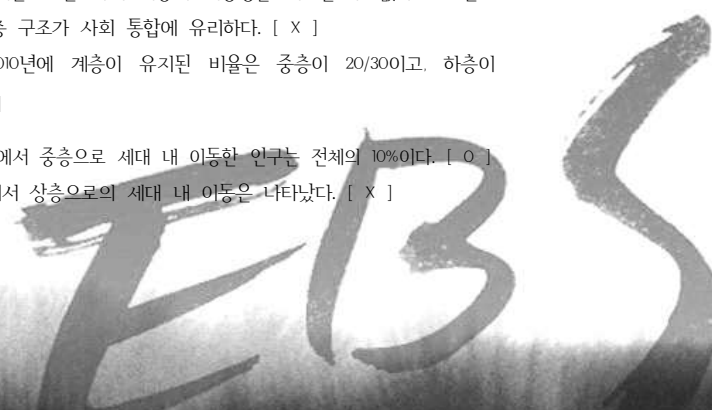 구조가 사회 통합에 유리하다. [ X ]
010년에 계층이 유지된 비율은 중층이 20/30이고, 하층이
에서 중층으로 세대 내 이동한 인구는 전체의 10%이다. [ O ]
서 상층으로의 세대 내 이동은 나타났다. [ X ]
EBS